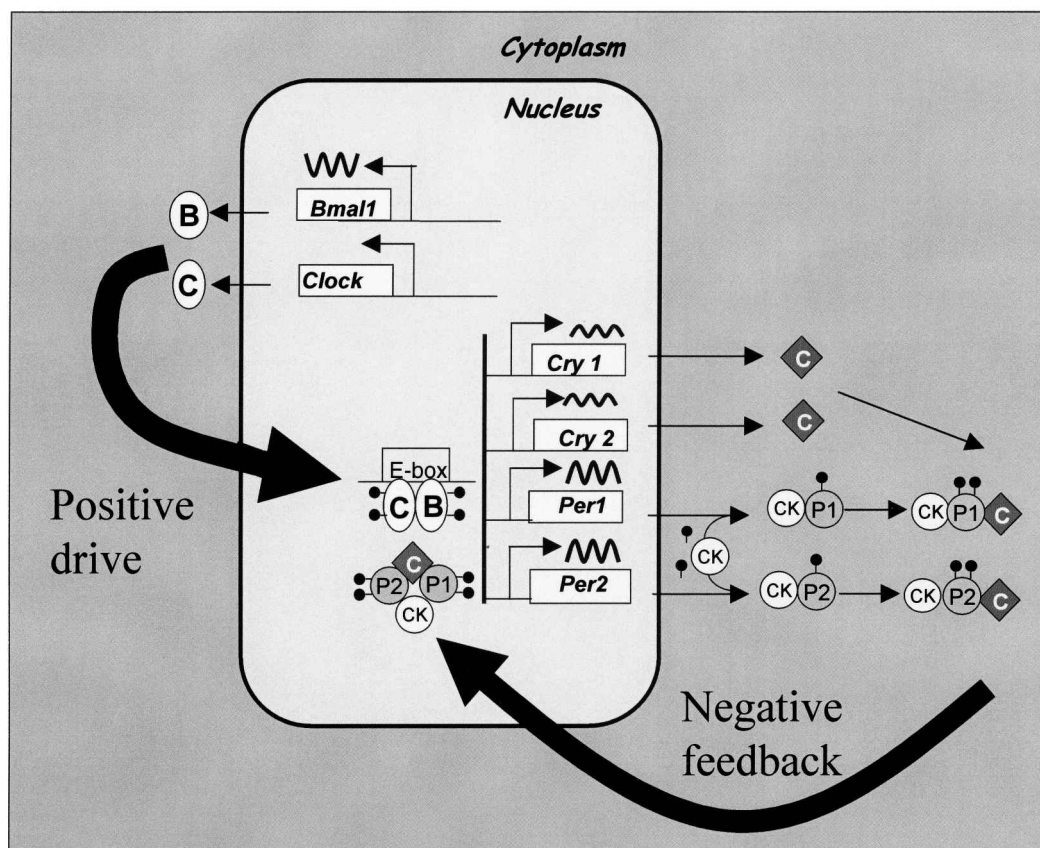 Cytoplasm
Nucleus
Bmal1
B
Clock
C
Cry 1
C
Cry 2
C
E-box
C B
Positive
drive
Per1
CK P1
CK P1 C
CK
C
P2 P1
CK
Per2
CK P2
CK P2 C
Negative
feedback